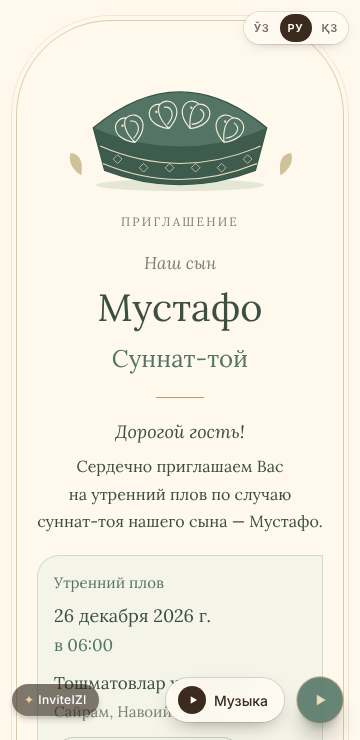 ЎЗ РУ ҚЗ
ПРИГЛАШЕНИЕ
Наш сын
Мустафо
Суннат-той
Дорогой гость!
Сердечно приглашаем Вас
на утренний плов по случаю
суннат-тоя нашего сына — Мустафо.
Утренний плов
26 декабря 2026 г.
в 06:00
Тошматовлар
Сайрам, Навоий
InviteIZI
Музыка